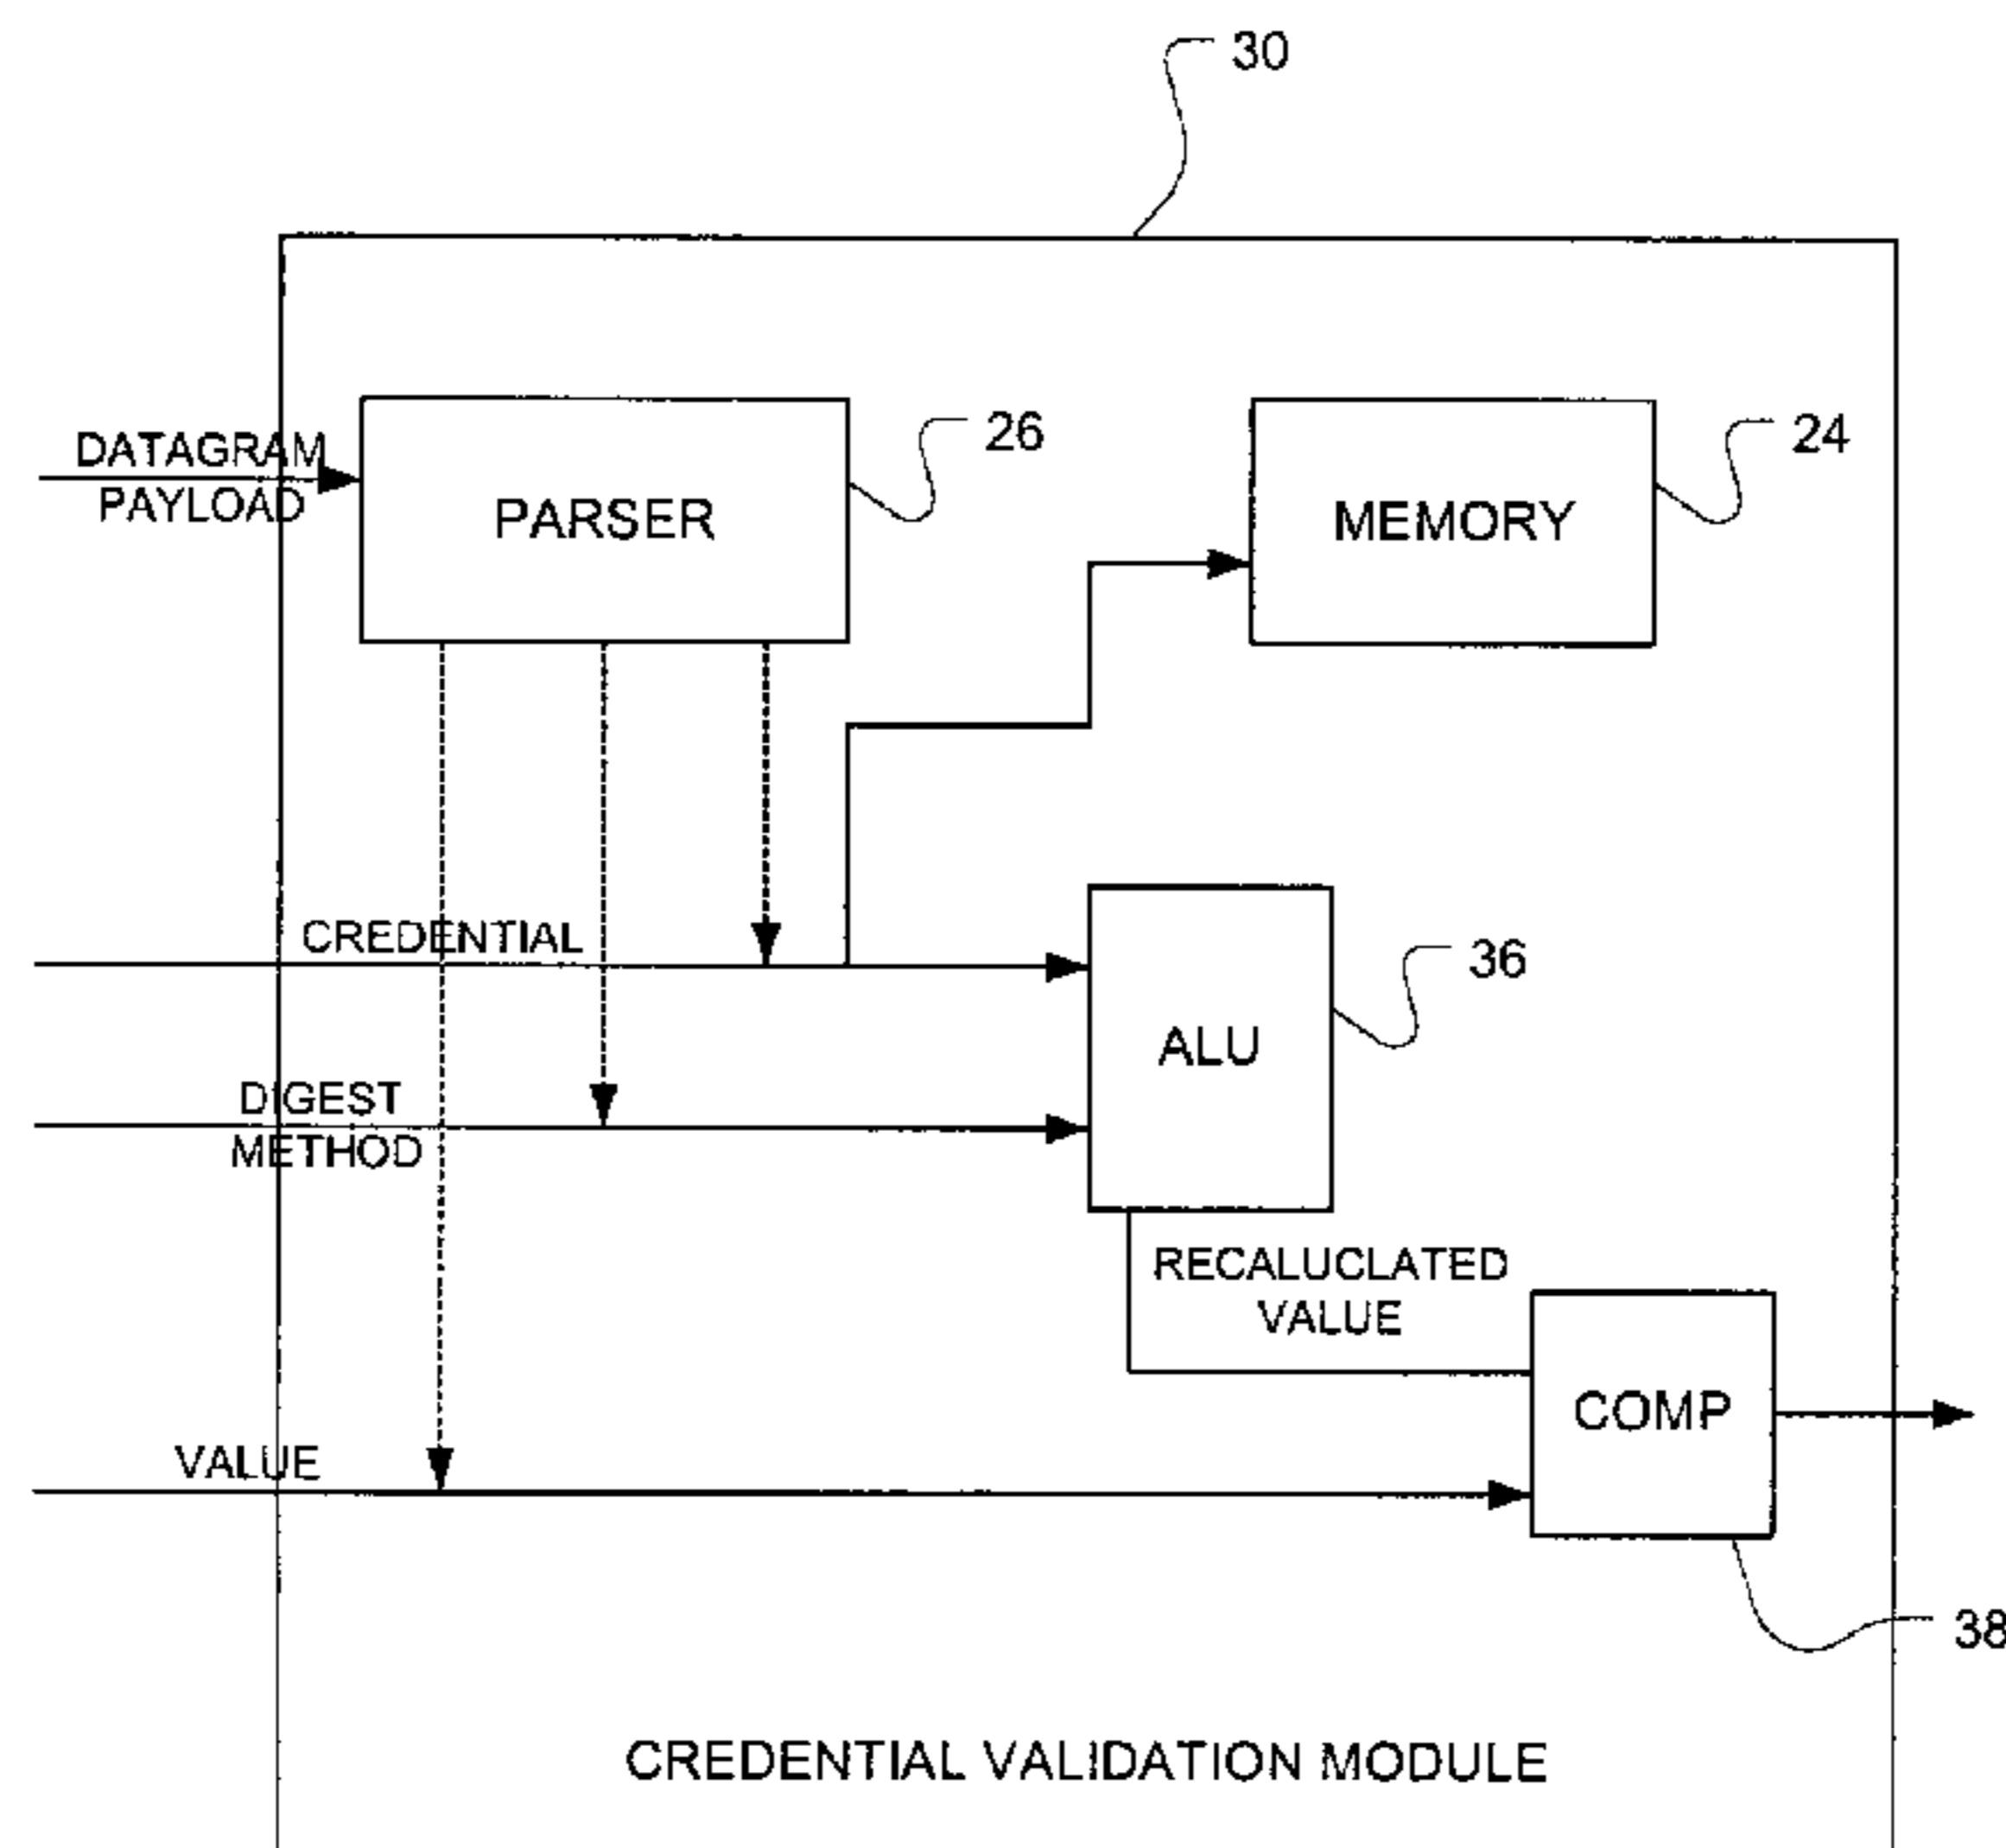 30
DATAGRAM
PAYLOAD
PARSER
26
MEMORY
24
CREDENTIAL
36
ALU
DIGEST
METHOD
RECALUCLATED
VALUE
COMP
VALUE
38
CREDENTIAL VALIDATION MODULE